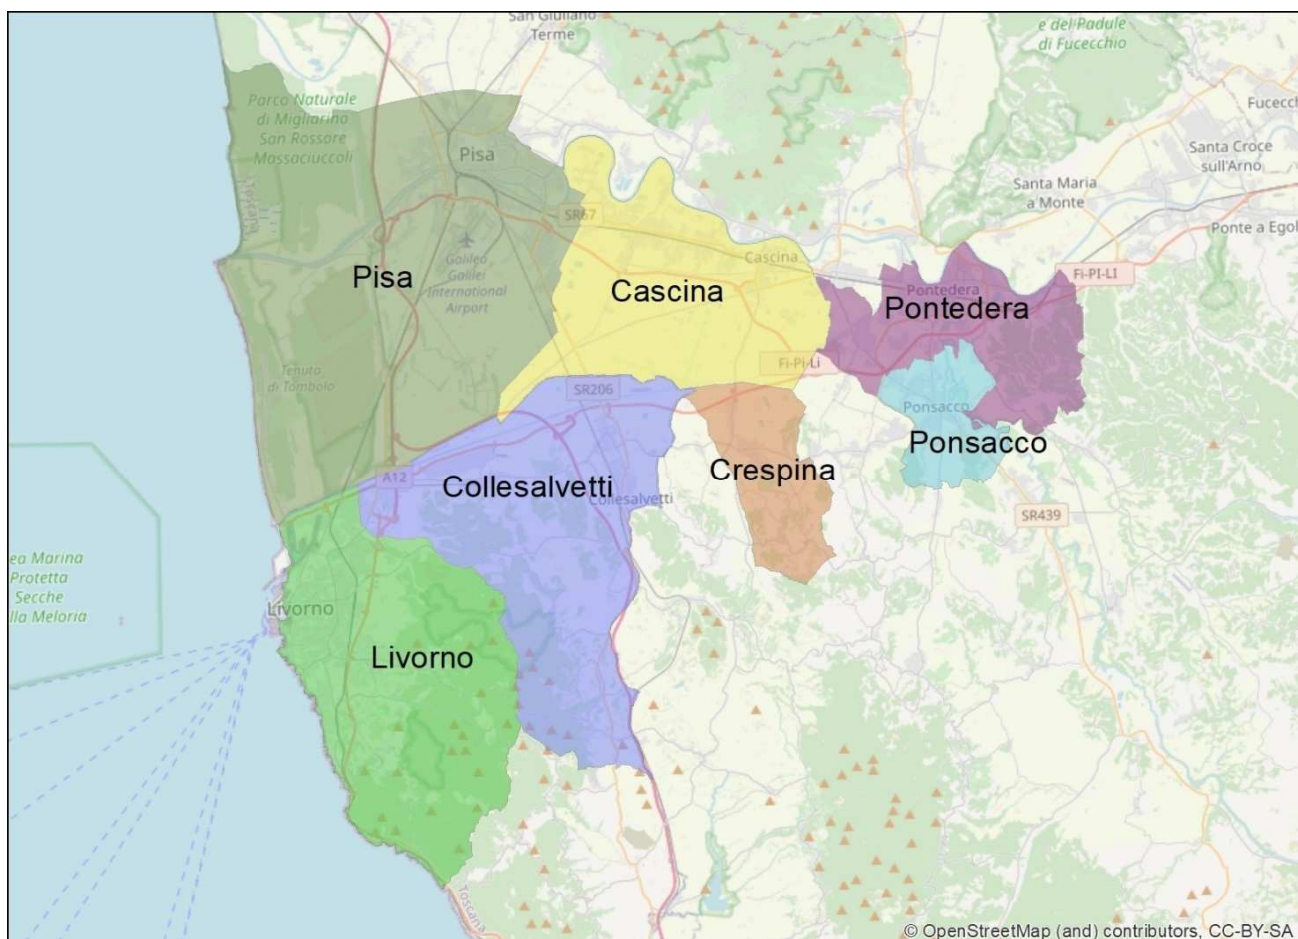 San Giuliano
Terme
e del Padule
di Fucecchio
Parco Naturale
di Migliarino
San Rossore
Massaciuccoli
Pisa
Fucecch
Santa Croce
sull'Arno
Santa Maria
a Monte
Ponte a Egol
SR67
Cascina
Galileo
Galilei
International
Airport
Pisa
Cascina
Fi-PI-LI
Pontedera
Pontedera
Fi-Pi-Li
Tenuta
di Tombolo
SR206
Ponsacco
Ponsacco
A12
Collesalvetti
Collesalvetti
Crespina
SR439
ea Marina
Protetta
Secche
lla Meloria
Livorno
Livorno
Toscana
© OpenStreetMap (and) contributors, CC-BY-SA